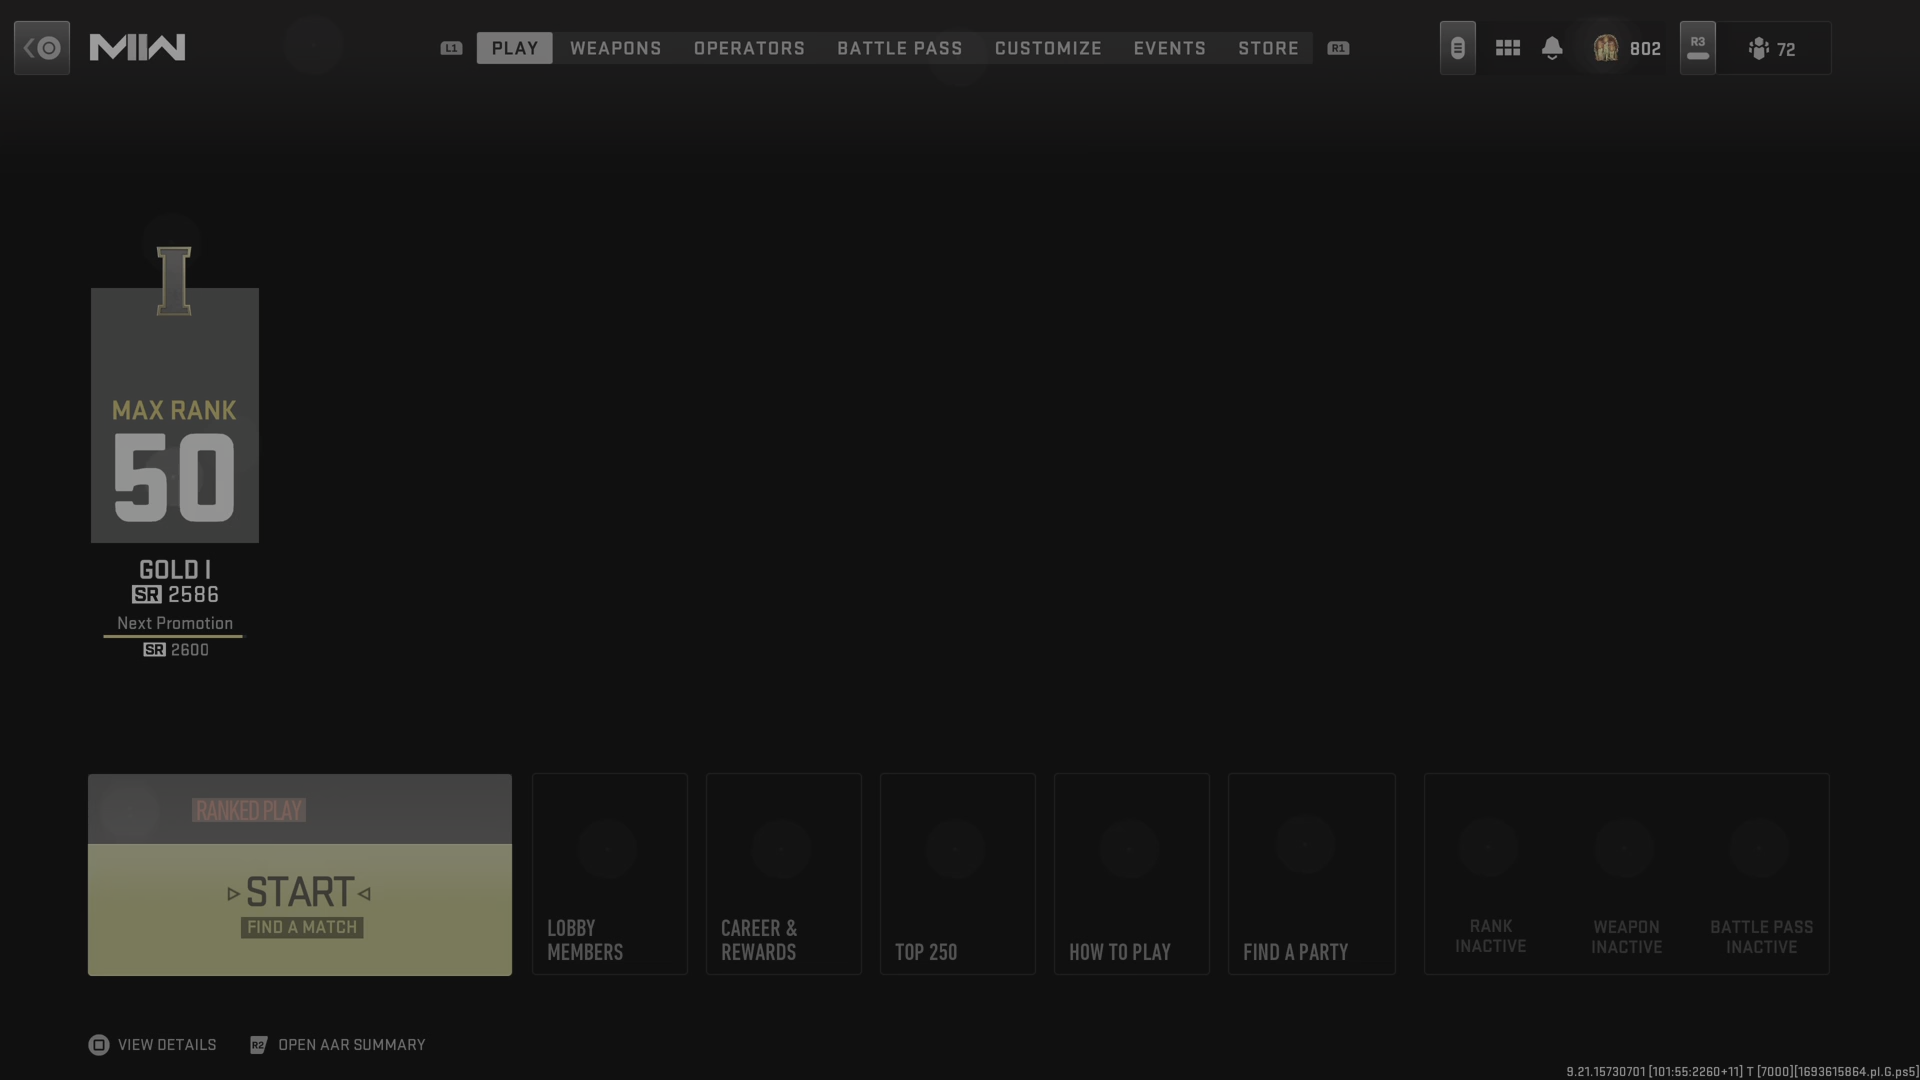 MW
L1 PLAY WEAPONS OPERATORS BATTLE PASS CUSTOMIZE EVENTS STORE R1
802
R3
72
I
MAX RANK
50
GOLD I
SR 2586
Next Promotion
SR 2600
RANKED PLAY
START
FIND A MATCH
LOBBY
MEMBERS
CAREER &
REWARDS
TOP 250
HOW TO PLAY
FIND A PARTY
RANK
INACTIVE
WEAPON
INACTIVE
BATTLE PASS
INACTIVE
VIEW DETAILS
R2 OPEN AAR SUMMARY
9.21.15730701 [101:55:2260+11] T [7000][1693615864.pl.G.ps5]